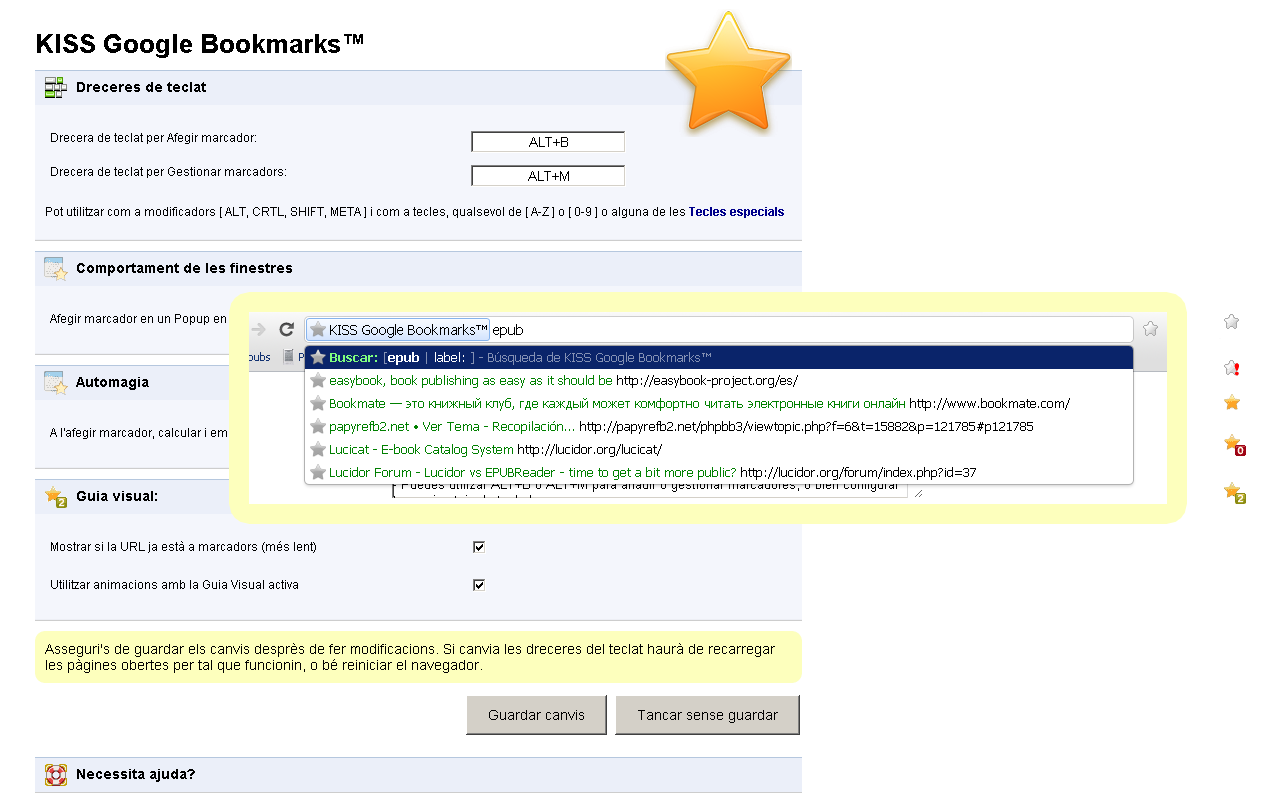 KISS Google Bookmarks™
Dreceres de teclat
Drecera de teclat per Afegir marcador:
ALT+B
Drecera de teclat per Gestionar marcadors:
ALT+M
Pot utilitzar com a modificadors [ ALT, CRTL, SHIFT, META ] i com a tecles, qualsevol de [ A-Z ] o [ 0-9 ] o alguna de les Tecles especials
Comportament de les finestres
Afegir marcador en un Popup en
KISS Google Bookmarks™ epub
Buscar: [epub | label: ] - Búsqueda de KISS Google Bookmarks™
easybook, book publishing as easy as it should be http://easybook-project.org/es/
Bookmate — это книжный клуб, где каждый может комфортно читать электронные книги онлайн http://www.bookmate.com/
papyrefb2.net • Ver Tema - Recopilación... http://papyrefb2.net/phpbb3/viewtopic.php?f=6&t=15882&p=121785#p121785
Lucicat - E-book Catalog System http://lucidor.org/lucicat/
Lucidor Forum - Lucidor vs EPUBReader - time to get a bit more public? http://lucidor.org/forum/index.php?id=37
Puedes utilizar ALT+B o ALT+M para añadir o gestionar marcadores, o bien configurar
Automagia
A l'afegir marcador, calcular i em
Guia visual:
Mostrar si la URL ja està a marcadors (més lent)
Utilitzar animacions amb la Guia Visual activa
Asseguri's de guardar els canvis desprès de fer modificacions. Si canvia les dreceres del teclat haurà de recarregar
les pàgines obertes per tal que funcionin, o bé reiniciar el navegador.
Guardar canvis
Tancar sense guardar
Necessita ajuda?